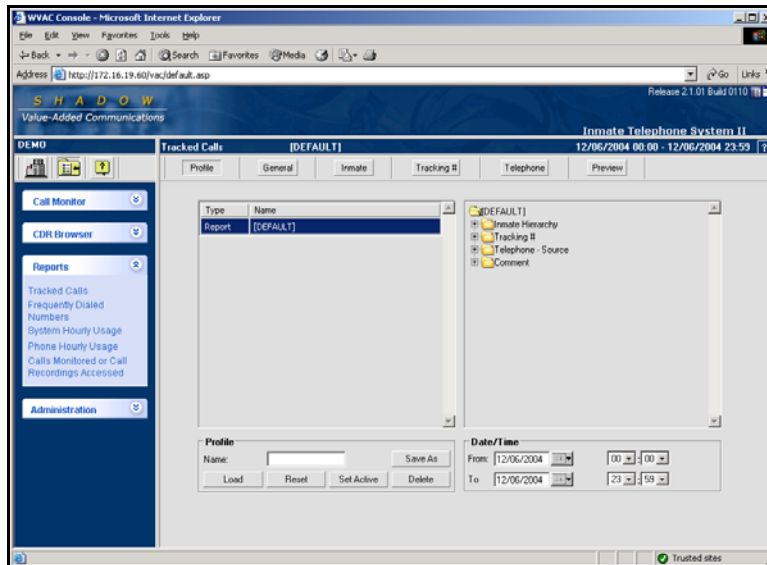 WVAC Console - Microsoft Internet Explorer
File Edit View Favorites Tools Help
Back Search Favorites Media
Address http://172.16.19.60/vac/default.asp Go Links
SHADOW
Value-Added Communications
Release 2.1.01 Build 0110
Inmate Telephone System II
DEMO
Tracked Calls [DEFAULT] 12/06/2004 00:00 - 12/06/2004 23:59 ?
Profile General Inmate Tracking # Telephone Preview
Call Monitor
CDR Browser
Reports
Tracked Calls
Frequently Dialed
Numbers
System Hourly Usage
Phone Hourly Usage
Calls Monitored or Call
Recordings Accessed
Administration
Type Name
Report [DEFAULT]
[DEFAULT]
Inmate Hierarchy
Tracking #
Telephone - Source
Comment
Profile
Name: Save As
Load Reset Set Active Delete
Date/Time
From: 12/06/2004 00 : 00
To 12/06/2004 23 : 59
Trusted sites